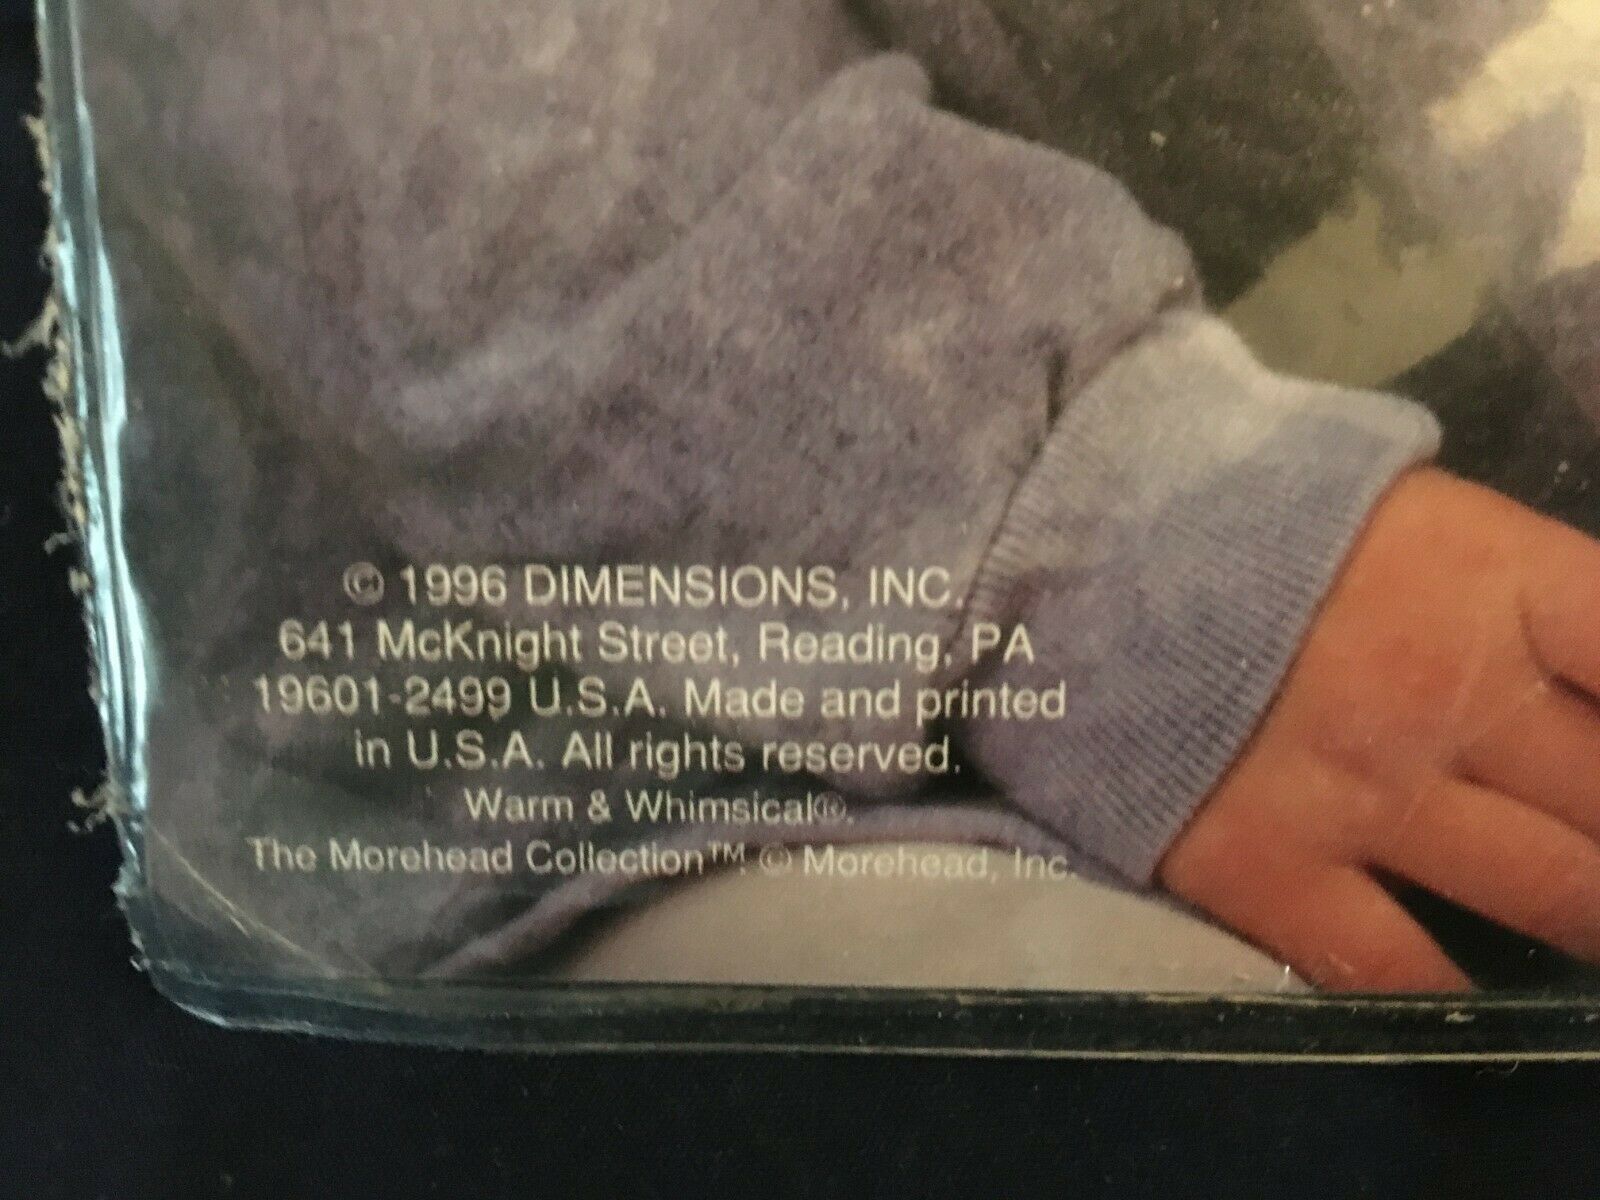 © 1996 DIMENSIONS, INC.
641 McKnight Street, Reading, PA
19601-2499 U.S.A. Made and printed
in U.S.A. All rights reserved.
Warm & Whimsical®.
The Morehead Collection™. © Morehead, Inc.